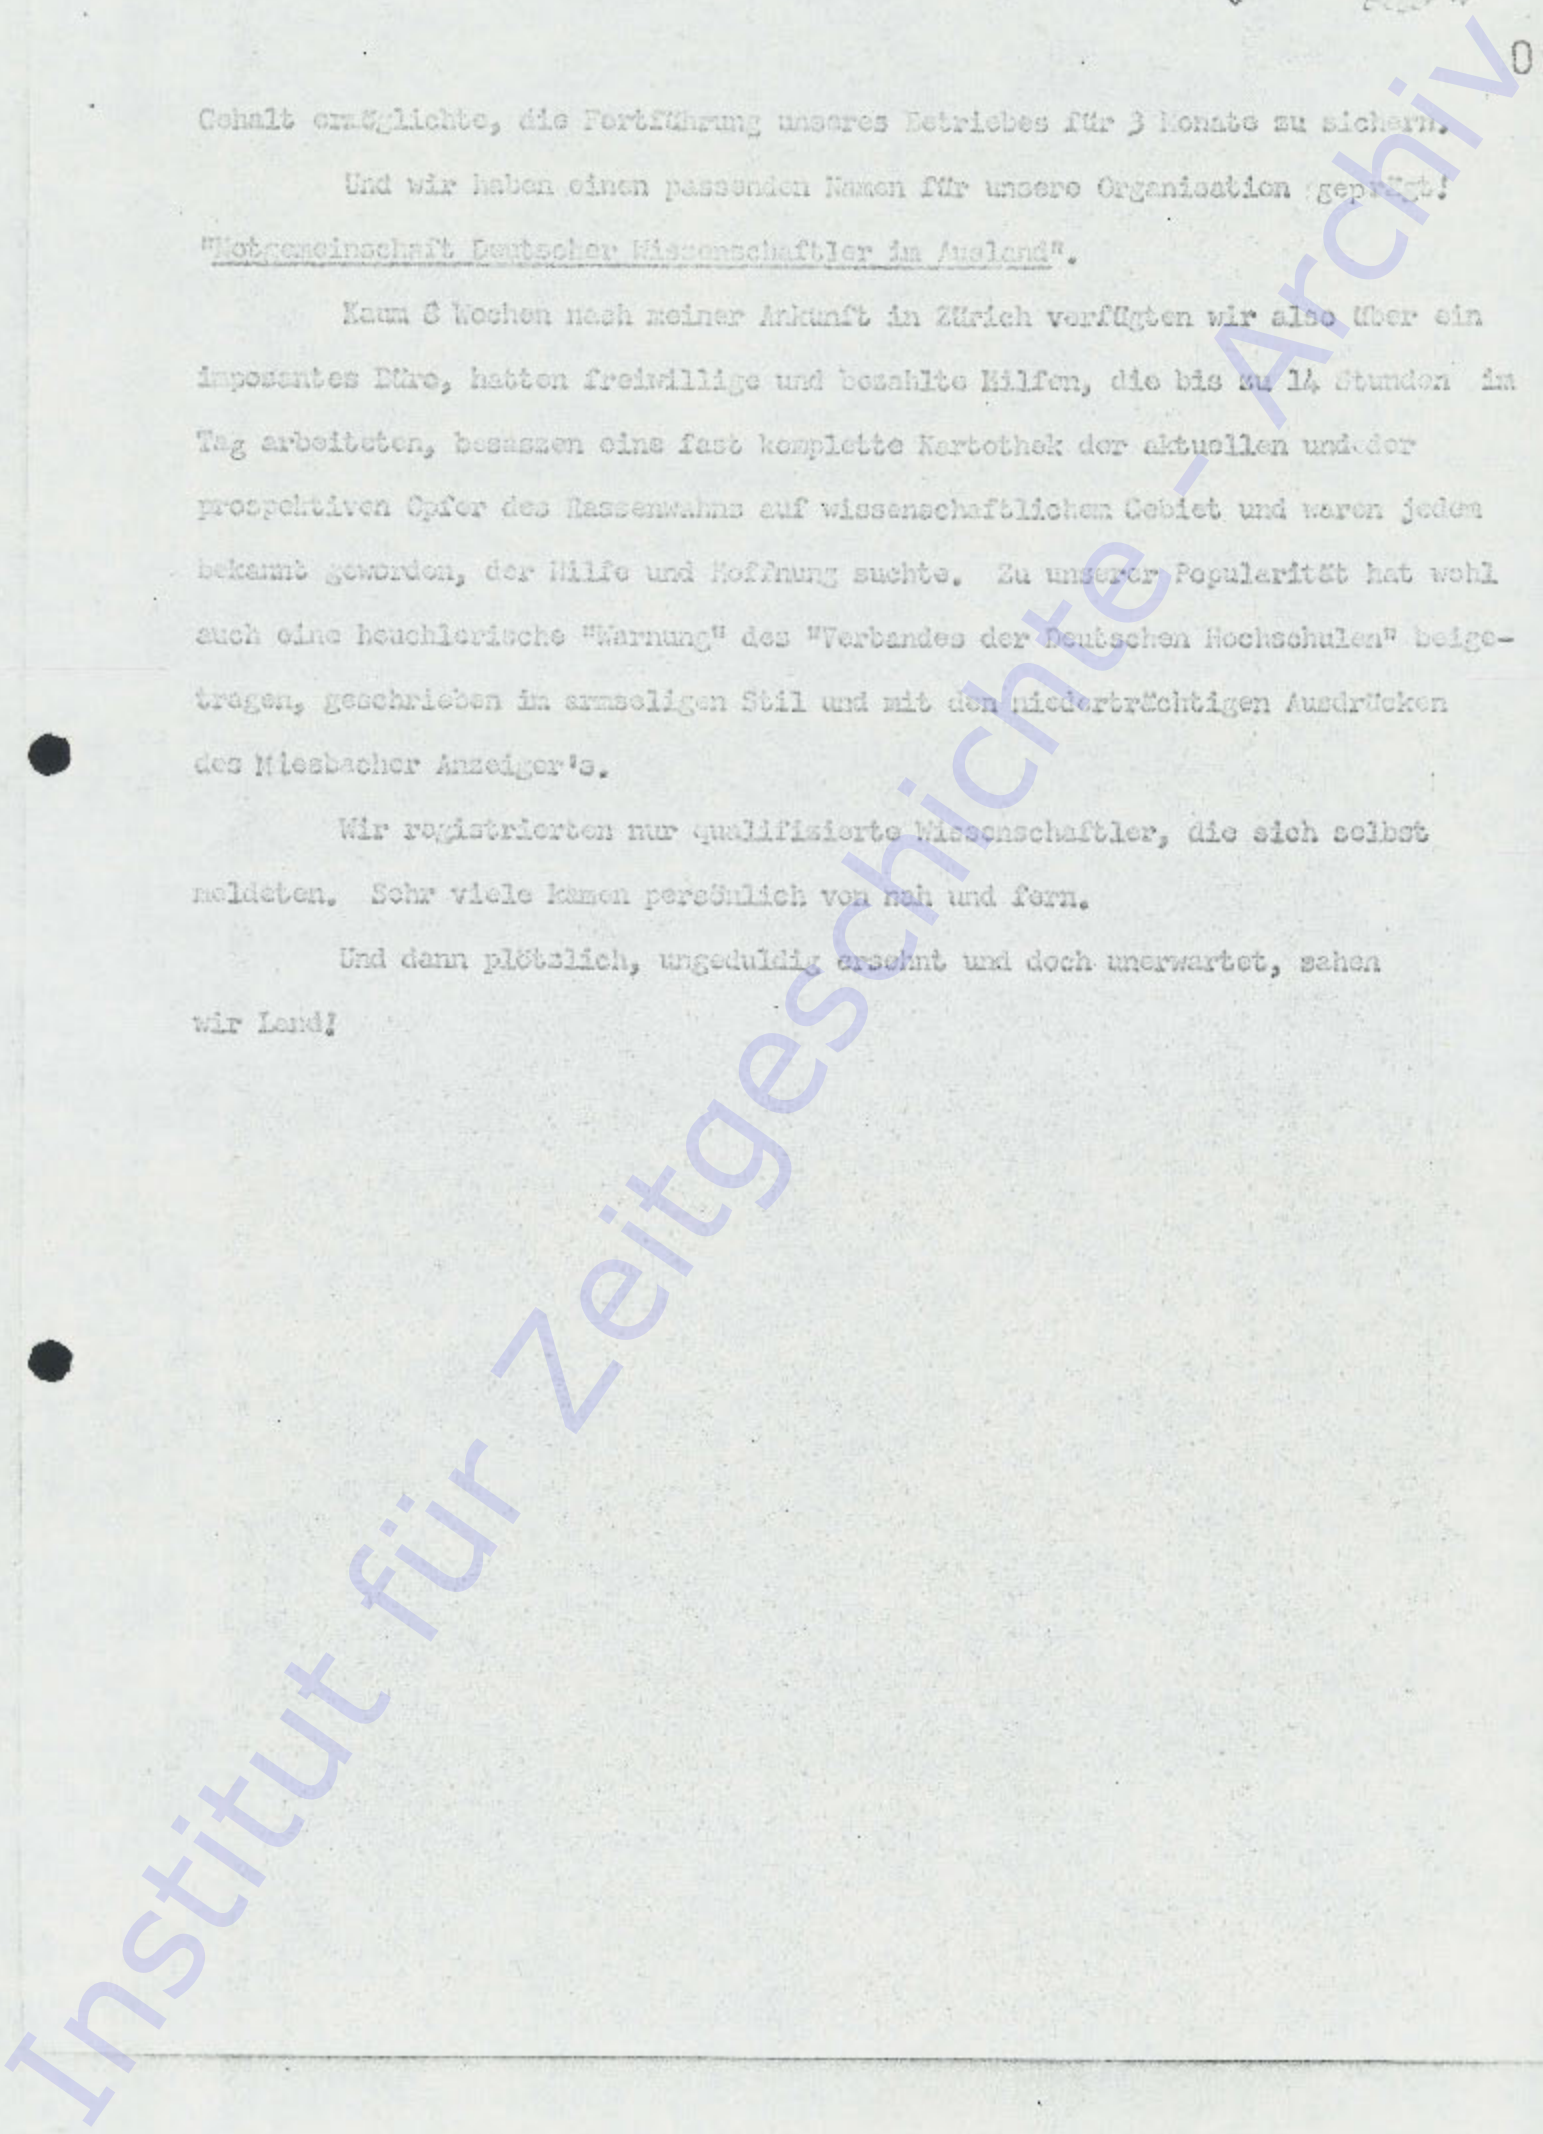 0
Gehalt ermöglichte, die Fortführung unseres Betriebes für 3 Monate zu sichern.
Und wir haben einen passenden Namen für unsere Organisation geprägt!
"Notgemeinschaft Deutscher Wissenschaftler im Ausland".
Kaum 8 Wochen nach meiner Ankunft in Zürich verfügten wir also über ein
imposantes Büro, hatten freiwillige und bezahlte Hilfen, die bis zu 14 Stunden im
Tag arbeiteten, besaszen eine fast komplette Kartothek der aktuellen und der
prospektiven Opfer des Rassenwahns auf wissenschaftlichem Gebiet und waren jedem
bekannt geworden, der Hilfe und Hoffnung suchte. Zu unserer Popularität hat wohl
auch eine heuchlerische "Warnung" des "Verbandes der Deutschen Hochschulen" beige-
tragen, geschrieben im armseligen Stil und mit den niederträchtigen Ausdrücken
des Miesbacher Anzeiger's.
Wir registrierten nur qualifizierte Wissenschaftler, die sich selbst
meldeten. Sehr viele kamen persönlich von nah und fern.
Und dann plötzlich, ungeduldig ersehnt und doch unerwartet, sahen
wir Land!
Institut für Zeitgeschichte - Archiv